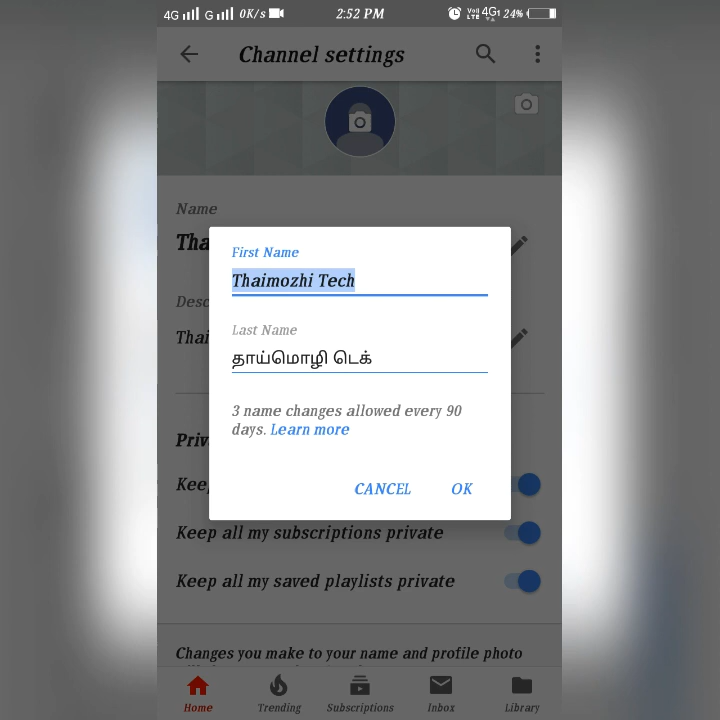 4G G 0K/s 2:52 PM 4G1 24%
Channel settings
Name
Tha
First Name
Thaimozhi Tech
Desc
Thai
Last Name
தாய்மொழி டெக்
3 name changes allowed every 90
days. Learn more
Priv
CANCEL OK
Keep
Keep all my subscriptions private
Keep all my saved playlists private
Changes you make to your name and profile photo
Home Trending Subscriptions Inbox Library